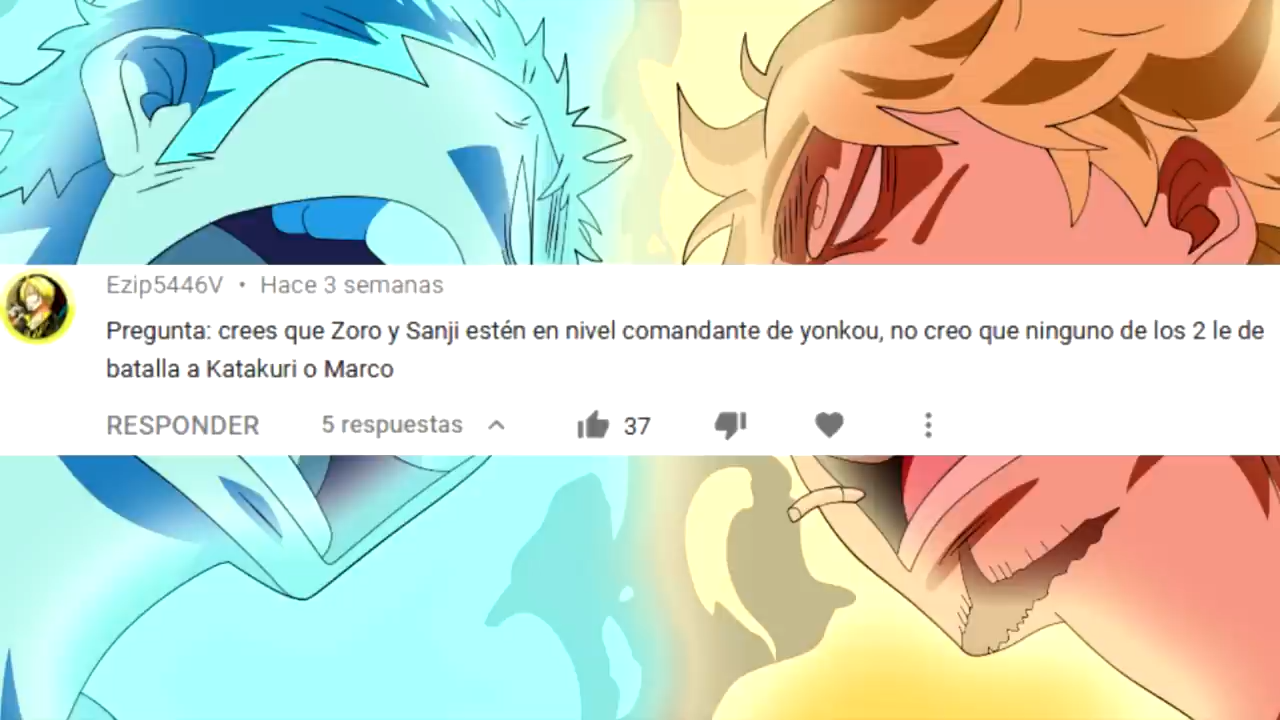 Ezip5446V • Hace 3 semanas
Pregunta: crees que Zoro y Sanji estén en nivel comandante de yonkou, no creo que ninguno de los 2 le de
batalla a Katakuri o Marco
RESPONDER 5 respuestas 37